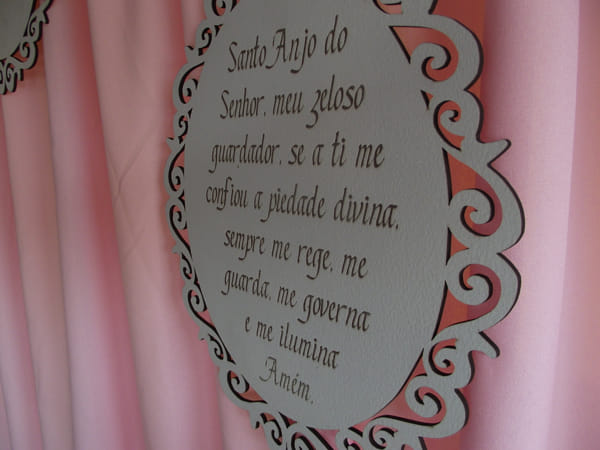 Santo Anjo do
Senhor, meu zeloso
guardador, se a ti me
confiou a piedade divina,
sempre me rege, me
guarda, me governa
e me ilumina
Amém.